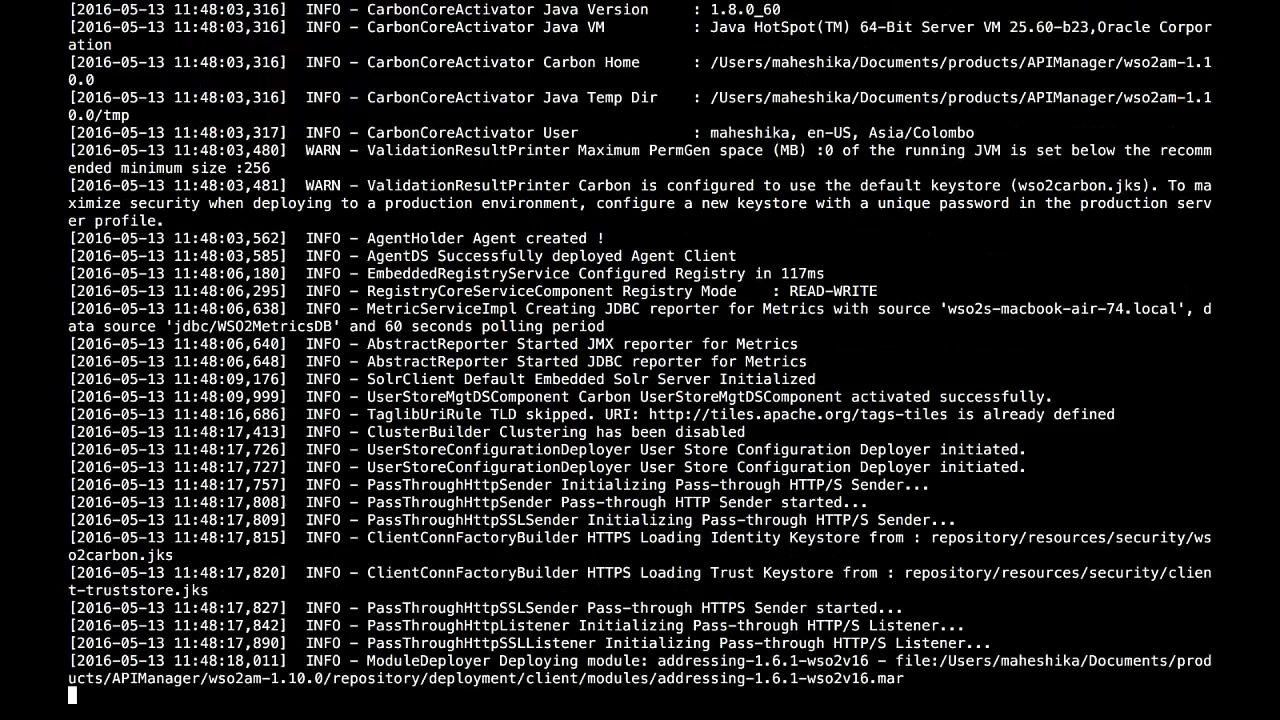 [2016-05-13 11:48:03,316]  INFO - CarbonCoreActivator Java Version     : 1.8.0_60
[2016-05-13 11:48:03,316]  INFO - CarbonCoreActivator Java VM          : Java HotSpot(TM) 64-Bit Server VM 25.60-b23,Oracle Corpor
ation
[2016-05-13 11:48:03,316]  INFO - CarbonCoreActivator Carbon Home      : /Users/maheshika/Documents/products/APIManager/wso2am-1.1
0.0
[2016-05-13 11:48:03,316]  INFO - CarbonCoreActivator Java Temp Dir    : /Users/maheshika/Documents/products/APIManager/wso2am-1.1
0.0/tmp
[2016-05-13 11:48:03,317]  INFO - CarbonCoreActivator User             : maheshika, en-US, Asia/Colombo
[2016-05-13 11:48:03,480]  WARN - ValidationResultPrinter Maximum PermGen space (MB) :0 of the running JVM is set below the recomm
ended minimum size :256
[2016-05-13 11:48:03,481]  WARN - ValidationResultPrinter Carbon is configured to use the default keystore (wso2carbon.jks). To ma
ximize security when deploying to a production environment, configure a new keystore with a unique password in the production serv
er profile.
[2016-05-13 11:48:03,562]  INFO - AgentHolder Agent created !
[2016-05-13 11:48:03,585]  INFO - AgentDS Successfully deployed Agent Client
[2016-05-13 11:48:06,180]  INFO - EmbeddedRegistryService Configured Registry in 117ms
[2016-05-13 11:48:06,295]  INFO - RegistryCoreServiceComponent Registry Mode    : READ-WRITE
[2016-05-13 11:48:06,638]  INFO - MetricServiceImpl Creating JDBC reporter for Metrics with source 'wso2s-macbook-air-74.local', d
ata source 'jdbc/WSO2MetricsDB' and 60 seconds polling period
[2016-05-13 11:48:06,640]  INFO - AbstractReporter Started JMX reporter for Metrics
[2016-05-13 11:48:06,648]  INFO - AbstractReporter Started JDBC reporter for Metrics
[2016-05-13 11:48:09,176]  INFO - SolrClient Default Embedded Solr Server Initialized
[2016-05-13 11:48:09,999]  INFO - UserStoreMgtDSComponent Carbon UserStoreMgtDSComponent activated successfully.
[2016-05-13 11:48:16,686]  INFO - TaglibUriRule TLD skipped. URI: http://tiles.apache.org/tags-tiles is already defined
[2016-05-13 11:48:17,413]  INFO - ClusterBuilder Clustering has been disabled
[2016-05-13 11:48:17,726]  INFO - UserStoreConfigurationDeployer User Store Configuration Deployer initiated.
[2016-05-13 11:48:17,727]  INFO - UserStoreConfigurationDeployer User Store Configuration Deployer initiated.
[2016-05-13 11:48:17,757]  INFO - PassThroughHttpSender Initializing Pass-through HTTP/S Sender...
[2016-05-13 11:48:17,808]  INFO - PassThroughHttpSender Pass-through HTTP Sender started...
[2016-05-13 11:48:17,809]  INFO - PassThroughHttpSSLSender Initializing Pass-through HTTP/S Sender...
[2016-05-13 11:48:17,815]  INFO - ClientConnFactoryBuilder HTTPS Loading Identity Keystore from : repository/resources/security/ws
o2carbon.jks
[2016-05-13 11:48:17,820]  INFO - ClientConnFactoryBuilder HTTPS Loading Trust Keystore from : repository/resources/security/clien
t-truststore.jks
[2016-05-13 11:48:17,827]  INFO - PassThroughHttpSSLSender Pass-through HTTPS Sender started...
[2016-05-13 11:48:17,842]  INFO - PassThroughHttpListener Initializing Pass-through HTTP/S Listener...
[2016-05-13 11:48:17,890]  INFO - PassThroughHttpSSLListener Initializing Pass-through HTTP/S Listener...
[2016-05-13 11:48:18,011]  INFO - ModuleDeployer Deploying module: addressing-1.6.1-wso2v16 - file:/Users/maheshika/Documents/prod
ucts/APIManager/wso2am-1.10.0/repository/deployment/client/modules/addressing-1.6.1-wso2v16.mar